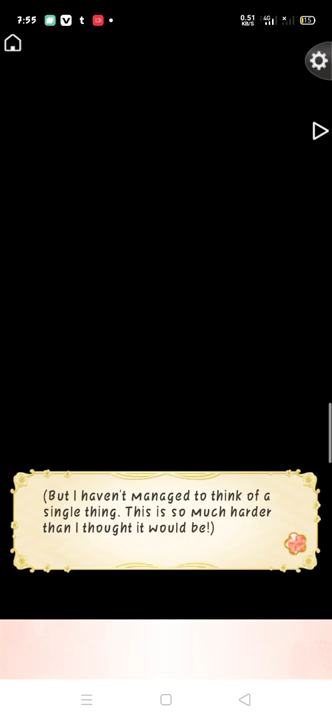 7:55
t
0.51
KB/S
4G
15
(But I haven't managed to think of a
single thing. This is so much harder
than I thought it would be!)